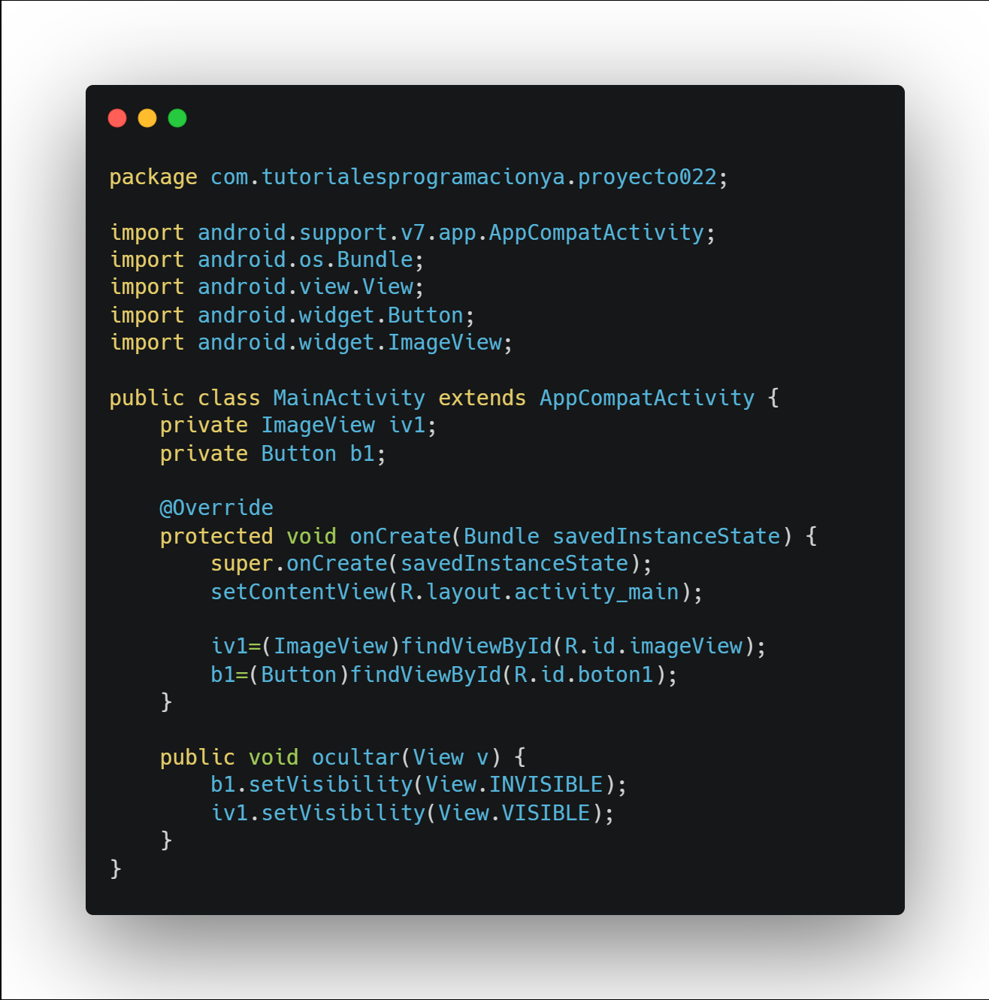 package com.tutorialesprogramacionya.proyecto022;

import android.support.v7.app.AppCompatActivity;
import android.os.Bundle;
import android.view.View;
import android.widget.Button;
import android.widget.ImageView;

public class MainActivity extends AppCompatActivity {
    private ImageView iv1;
    private Button b1;

    @Override
    protected void onCreate(Bundle savedInstanceState) {
        super.onCreate(savedInstanceState);
        setContentView(R.layout.activity_main);

        iv1=(ImageView)findViewById(R.id.imageView);
        b1=(Button)findViewById(R.id.boton1);
    }

    public void ocultar(View v) {
        b1.setVisibility(View.INVISIBLE);
        iv1.setVisibility(View.VISIBLE);
    }
}